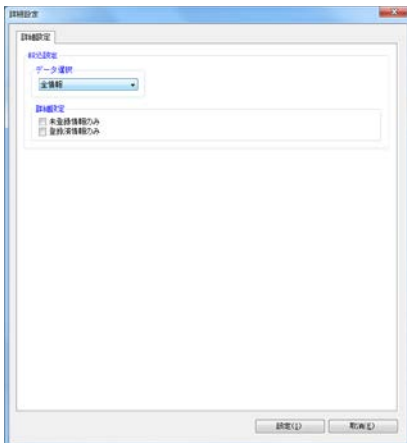 詳細設定
詳細設定
絞込設定
データ選択
全情報
詳細設定
未登録情報のみ
登録済情報のみ
設定(I)
取消(E)